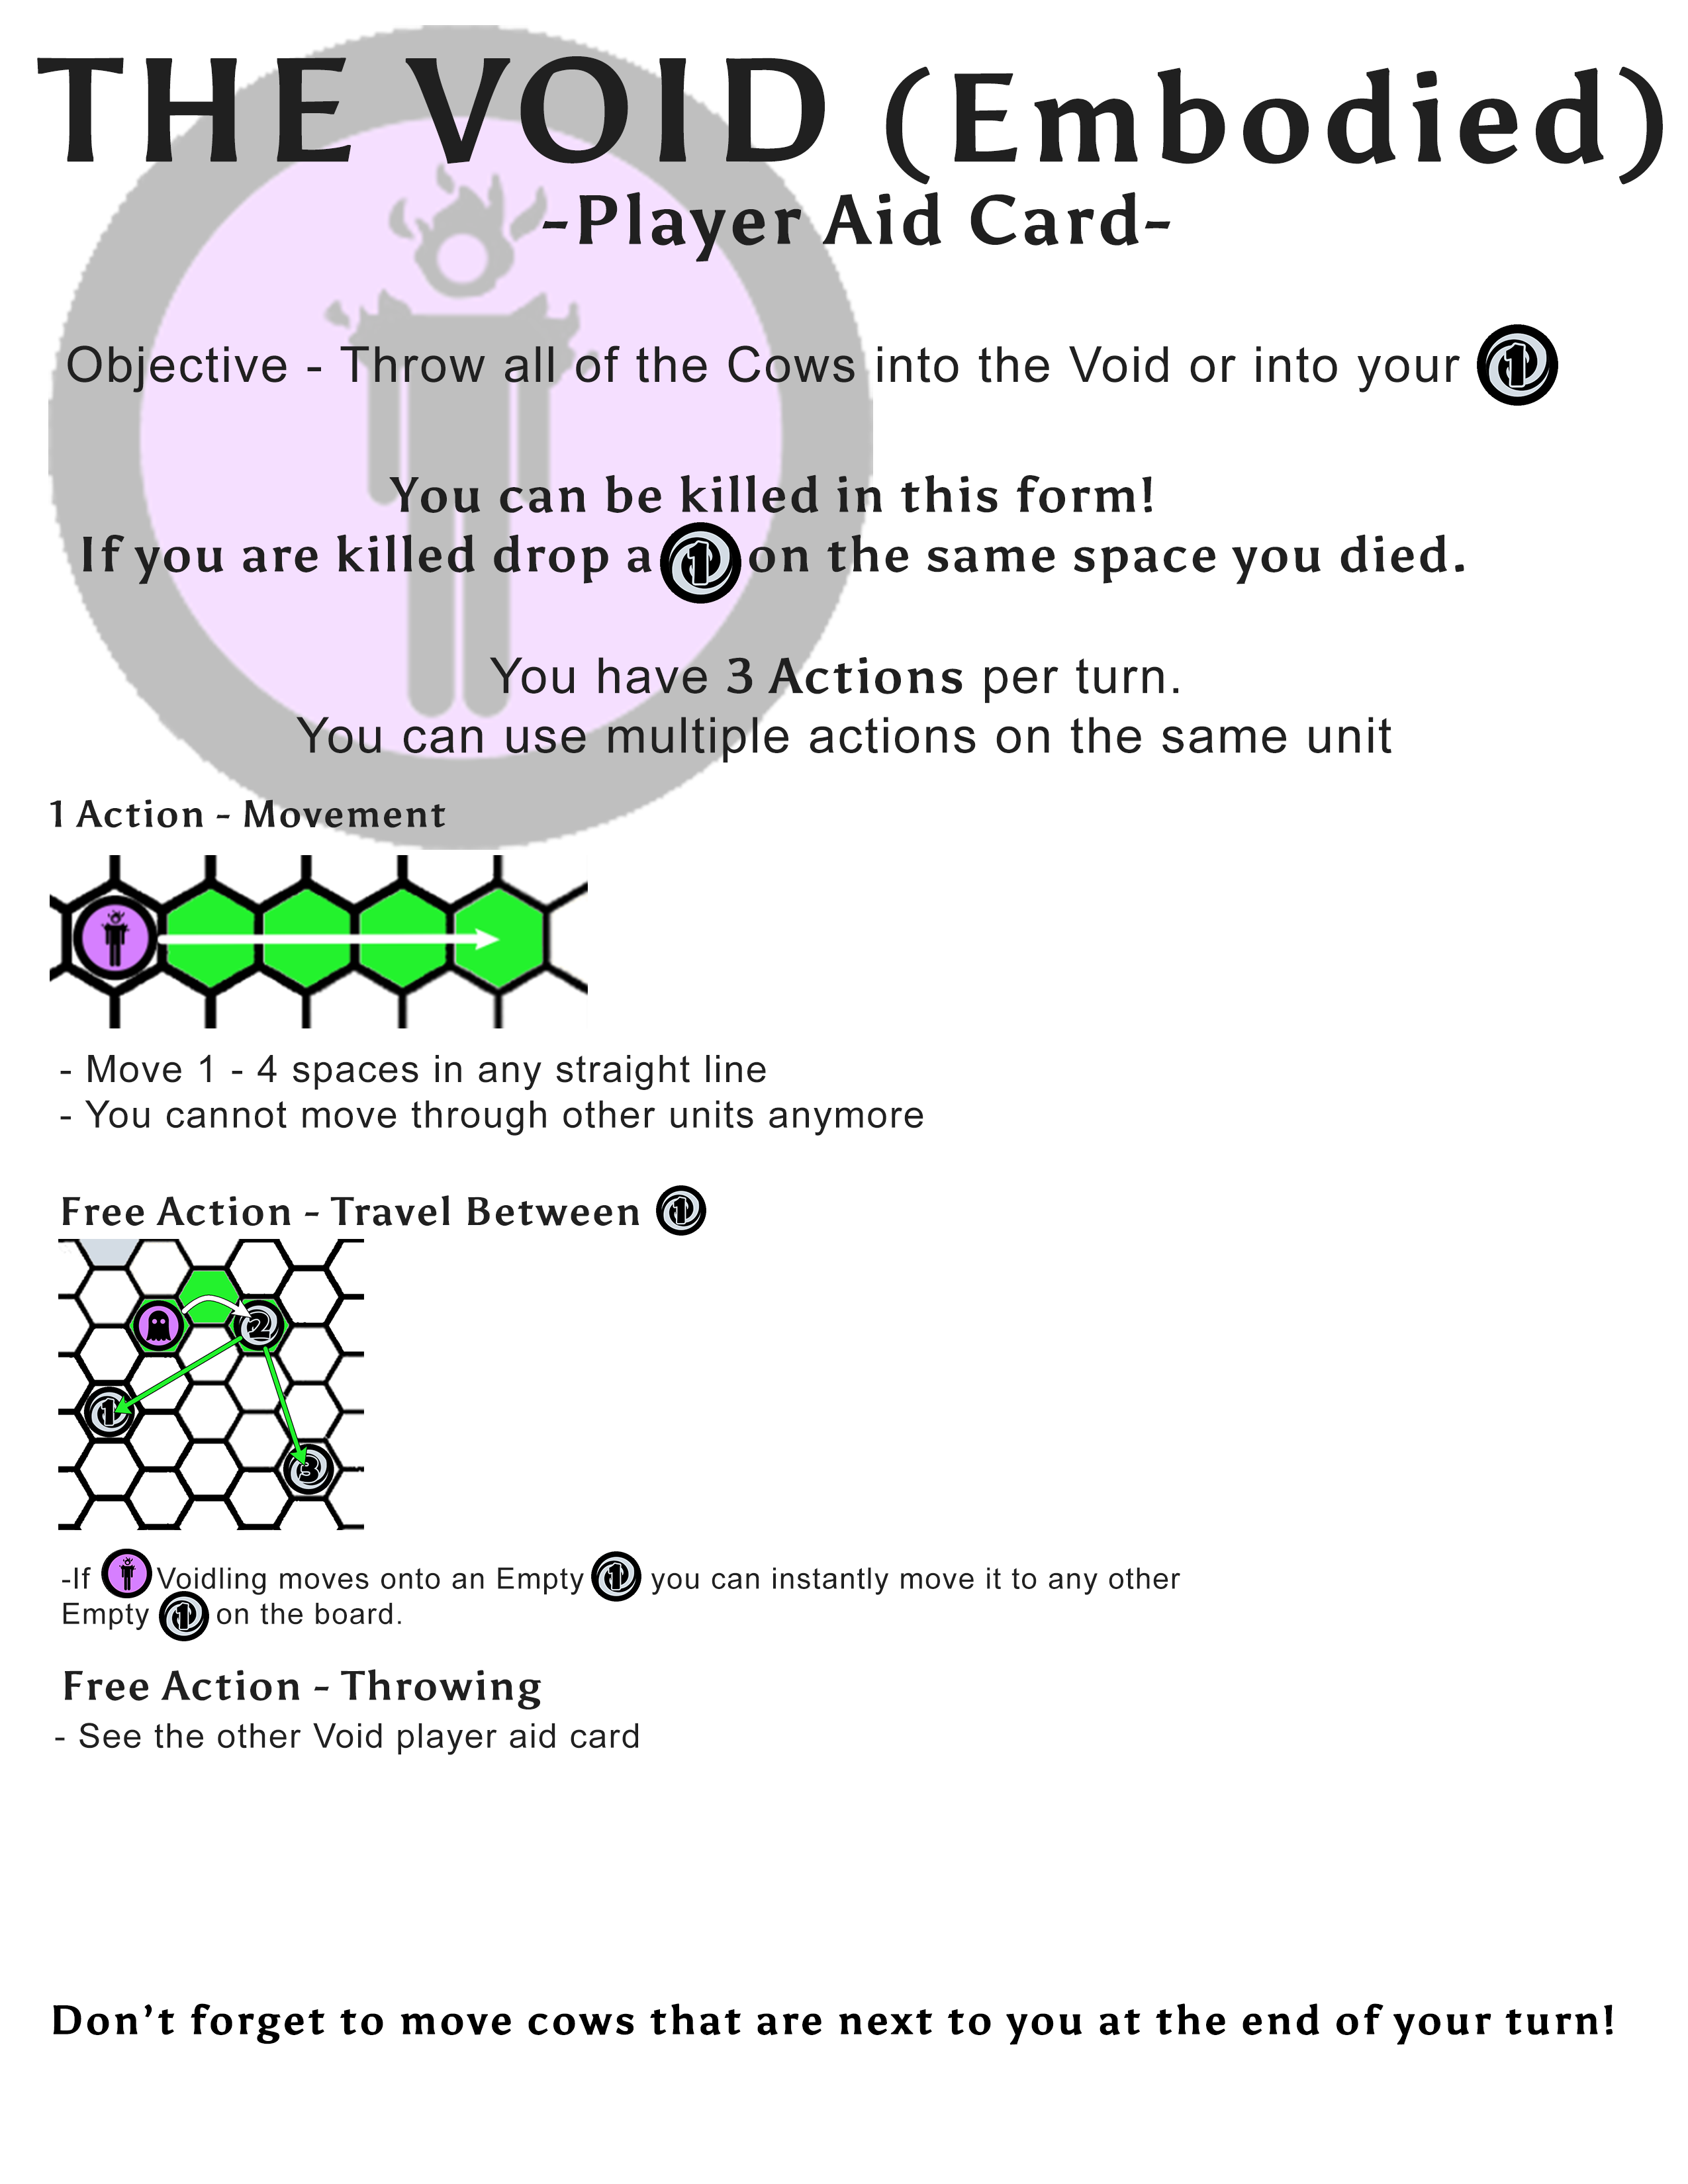 THE VOID (Embodied)
-Player Aid Card-
Objective - Throw all of the Cows into the Void or into your 1
You can be killed in this form!
If you are killed drop a 1 on the same space you died.
You have 3 Actions per turn.
You can use multiple actions on the same unit
1 Action - Movement
- Move 1 - 4 spaces in any straight line
- You cannot move through other units anymore
Free Action - Travel Between 1
2
1
3
-If Voidling moves onto an Empty 1 you can instantly move it to any other
Empty 1 on the board.
Free Action - Throwing
- See the other Void player aid card
Don't forget to move cows that are next to you at the end of your turn!